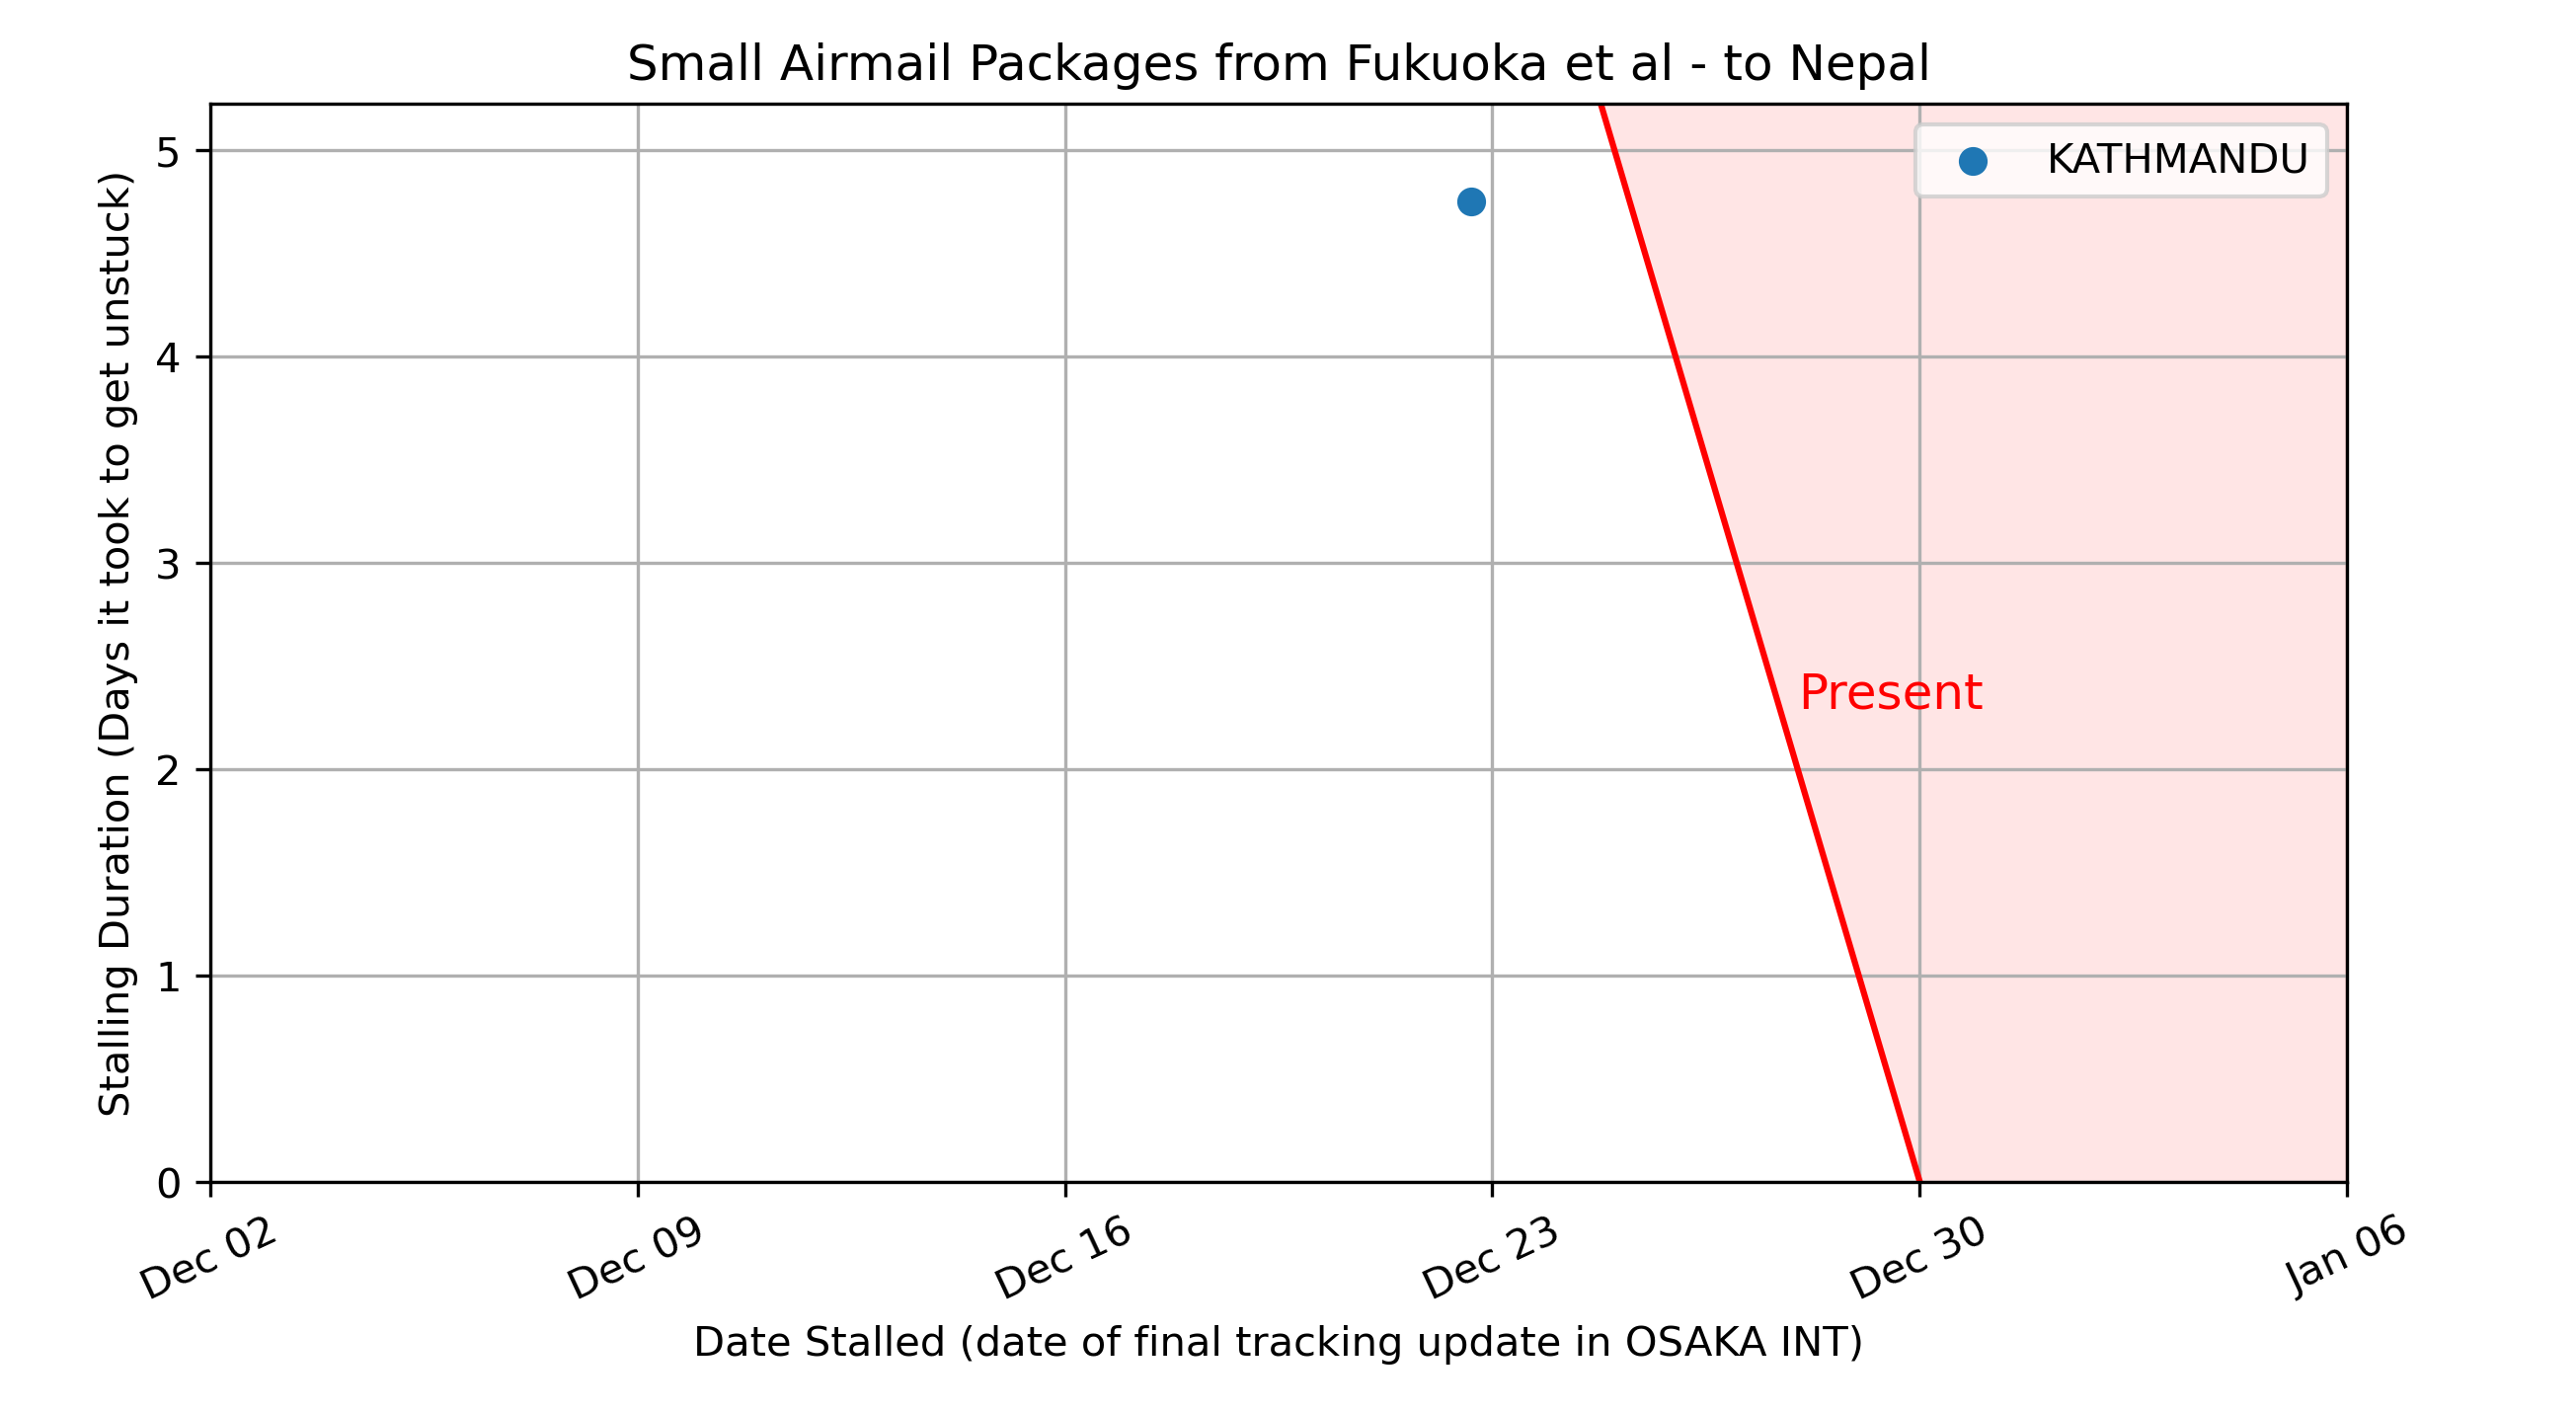 Small Airmail Packages from Fukuoka et al - to Nepal
KATHMANDU
Present
Stalling Duration (Days it took to get unstuck)
5
4
3
2
1
0
Dec 02
Dec 09
Dec 16
Dec 23
Dec 30
Jan 06
Date Stalled (date of final tracking update in OSAKA INT)